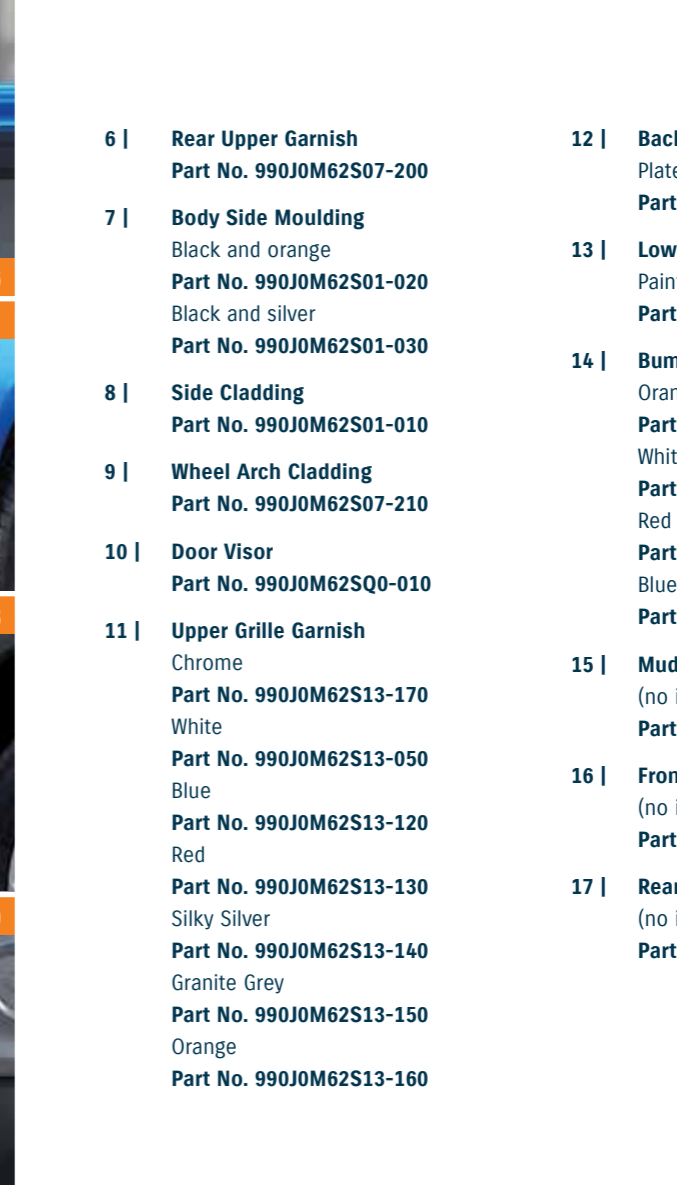 6 | Rear Upper Garnish
Part No. 990J0M62S07-200
7 | Body Side Moulding
Black and orange
Part No. 990J0M62S01-020
Black and silver
Part No. 990J0M62S01-030
8 | Side Cladding
Part No. 990J0M62S01-010
9 | Wheel Arch Cladding
Part No. 990J0M62S07-210
10 | Door Visor
Part No. 990J0M62SQ0-010
11 | Upper Grille Garnish
Chrome
Part No. 990J0M62S13-170
White
Part No. 990J0M62S13-050
Blue
Part No. 990J0M62S13-120
Red
Part No. 990J0M62S13-130
Silky Silver
Part No. 990J0M62S13-140
Granite Grey
Part No. 990J0M62S13-150
Orange
Part No. 990J0M62S13-160
12 |
Part
13 |
Part
14 |
Part
Part
Red
Part
Blue
Part
15 |
(no
Part
16 |
(no
Part
17 |
(no
Part